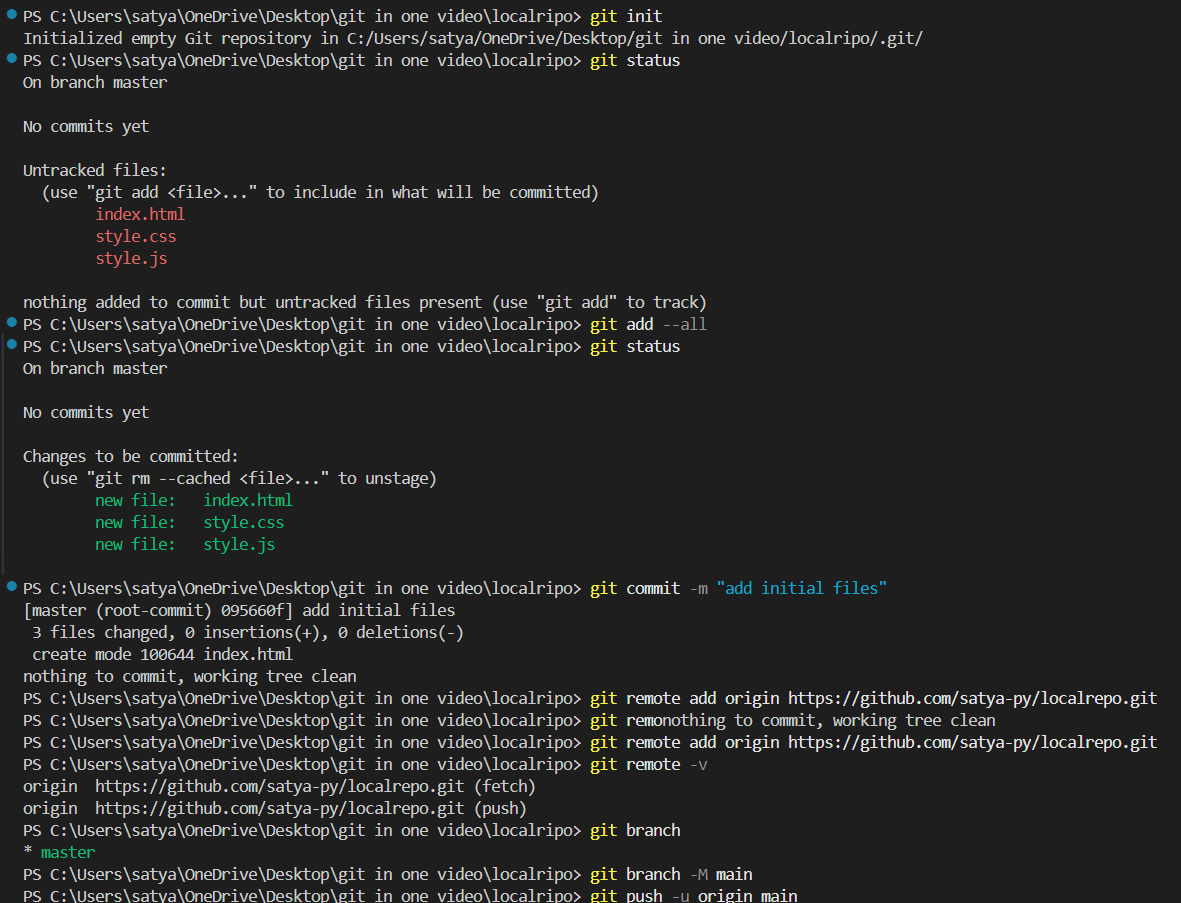 PS C:\Users\satya\OneDrive\Desktop\git in one video\localripo> git init
Initialized empty Git repository in C:/Users/satya/OneDrive/Desktop/git in one video/localripo/.git/
PS C:\Users\satya\OneDrive\Desktop\git in one video\localripo> git status
On branch master
No commits yet
Untracked files:
(use "git add <file>..." to include in what will be committed)
index.html
style.css
style.js
nothing added to commit but untracked files present (use "git add" to track)
PS C:\Users\satya\OneDrive\Desktop\git in one video\localripo> git add --all
PS C:\Users\satya\OneDrive\Desktop\git in one video\localripo> git status
On branch master
No commits yet
Changes to be committed:
(use "git rm --cached <file>..." to unstage)
new file:   index.html
new file:   style.css
new file:   style.js
PS C:\Users\satya\OneDrive\Desktop\git in one video\localripo> git commit -m "add initial files"
[master (root-commit) 095660f] add initial files
3 files changed, 0 insertions(+), 0 deletions(-)
create mode 100644 index.html
nothing to commit, working tree clean
PS C:\Users\satya\OneDrive\Desktop\git in one video\localripo> git remote add origin https://github.com/satya-py/localrepo.git
PS C:\Users\satya\OneDrive\Desktop\git in one video\localripo> git remonothing to commit, working tree clean
PS C:\Users\satya\OneDrive\Desktop\git in one video\localripo> git remote add origin https://github.com/satya-py/localrepo.git
PS C:\Users\satya\OneDrive\Desktop\git in one video\localripo> git remote -v
origin  https://github.com/satya-py/localrepo.git (fetch)
origin  https://github.com/satya-py/localrepo.git (push)
PS C:\Users\satya\OneDrive\Desktop\git in one video\localripo> git branch
* master
PS C:\Users\satya\OneDrive\Desktop\git in one video\localripo> git branch -M main
PS C:\Users\satya\OneDrive\Desktop\git in one video\localripo> git push -u origin main